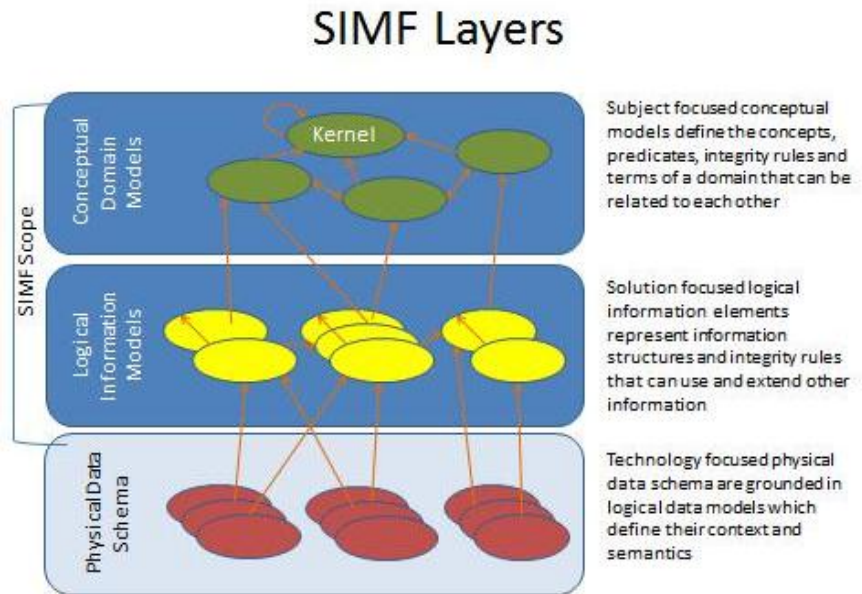 SIMF Layers
SIMF Scope
Conceptual
Domain
Models
Kernel
Subject focused conceptual
models define the concepts,
predicates, integrity rules and
terms of a domain that can be
related to each other
Logical
Information
Models
Solution focused logical
information elements
represent information
structures and integrity rules
that can use and extend other
information
Physical Data
Schema
Technology focused physical
data schema are grounded in
logical data models which
define their context and
semantics